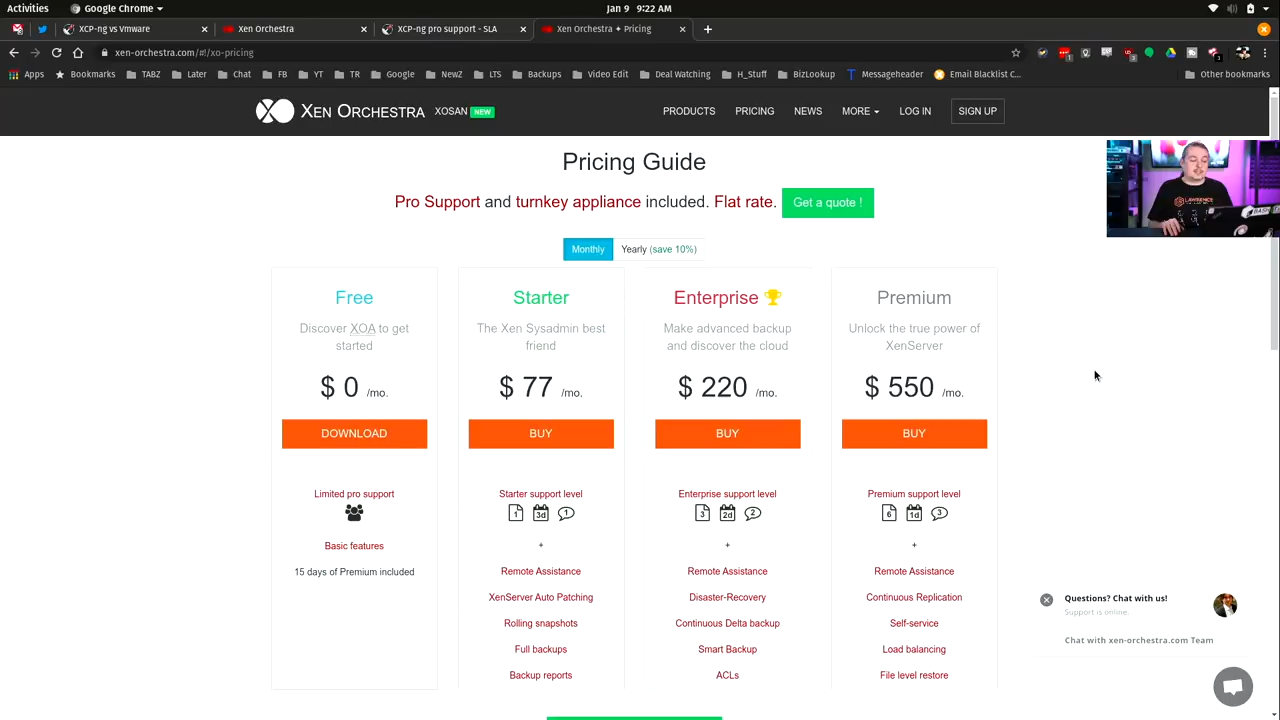 Activities
Google Chrome
Jan 9 9:22 AM
XCP-ng vs Vmware
Xen Orchestra
XCP-ng pro support - SLA
Xen Orchestra ✦ Pricing
xen-orchestra.com/#!/xo-pricing
Apps
Bookmarks
TABZ
Later
Chat
FB
YT
TR
Google
NewZ
LTS
Backups
Video Edit
Deal Watching
H_Stuff
BizLookup
Messageheader
Email Blacklist C...
Other bookmarks
XEN ORCHESTRA
XOSAN NEW
PRODUCTS
PRICING
NEWS
MORE
LOG IN
SIGN UP
Pricing Guide
Pro Support and turnkey appliance included. Flat rate. Get a quote !
Monthly
Yearly (save 10%)
Free
Discover XOA to get
started
$ 0 /mo.
DOWNLOAD
Limited pro support
Basic features
15 days of Premium included
Starter
The Xen Sysadmin best
friend
$ 77 /mo.
BUY
Starter support level
1 3d 1
+
Remote Assistance
XenServer Auto Patching
Rolling snapshots
Full backups
Backup reports
Enterprise
Make advanced backup
and discover the cloud
$ 220 /mo.
BUY
Enterprise support level
3 2d 2
+
Remote Assistance
Disaster-Recovery
Continuous Delta backup
Smart Backup
ACLs
Premium
Unlock the true power of
XenServer
$ 550 /mo.
BUY
Premium support level
6 1d 3
+
Remote Assistance
Continuous Replication
Self-service
Load balancing
File level restore
LAWRENCE
Questions? Chat with us!
Support is online.
Chat with xen-orchestra.com Team